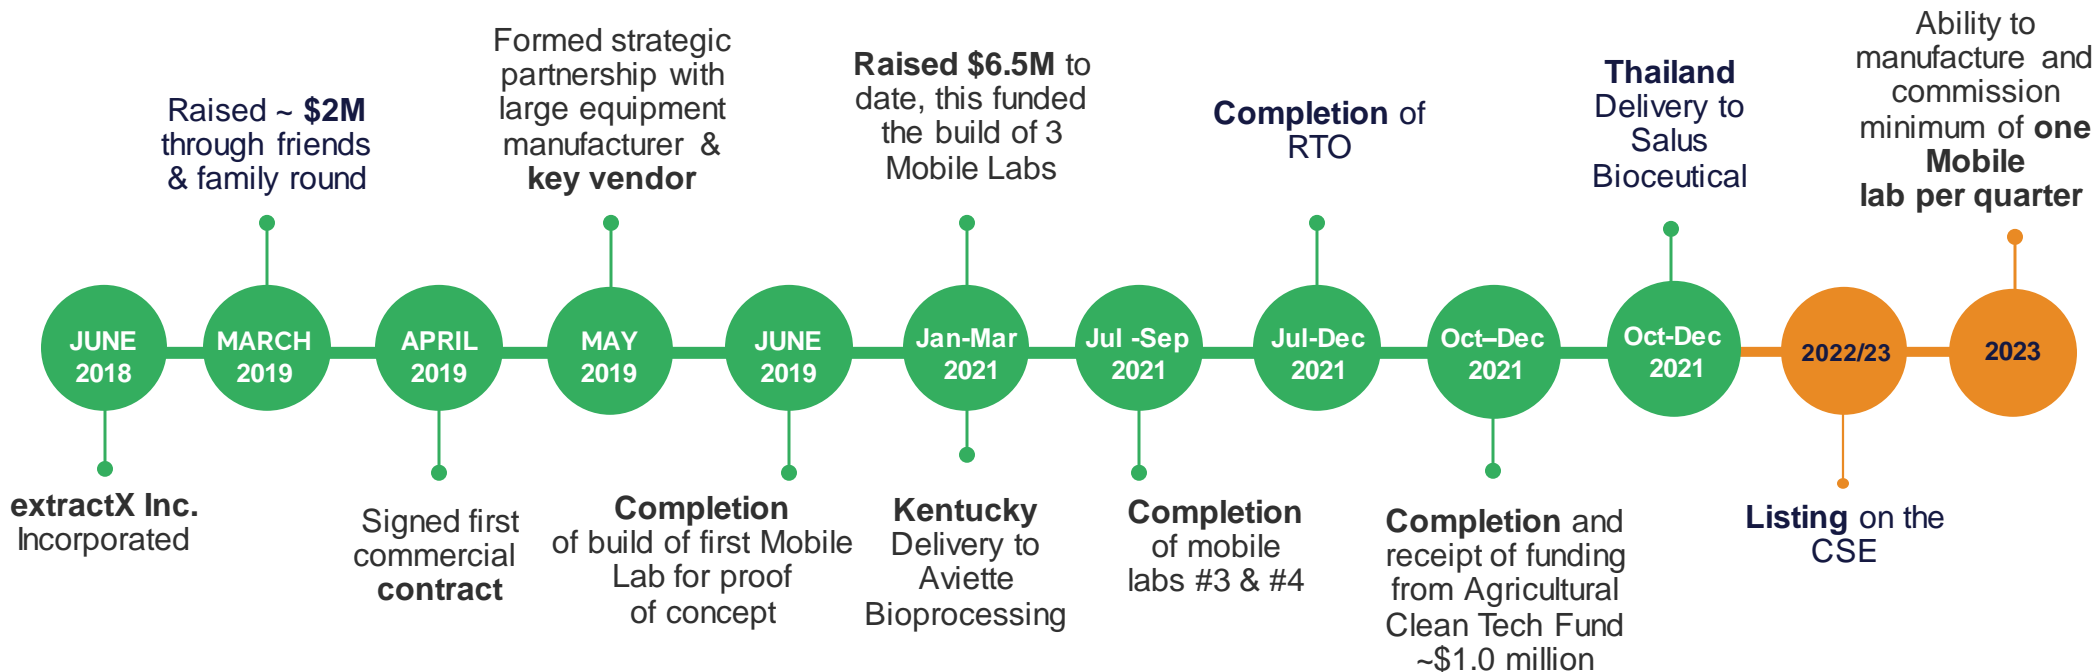 Raised ~ $2M
through friends
& family round
Formed strategic
partnership with
large equipment
manufacturer &
key vendor
Raised $6.5M to
date, this funded
the build of 3
Mobile Labs
Completion of
RTO
Thailand
Delivery to
Salus
Bioceutical
Ability to
manufacture and
commission
minimum of one
Mobile
lab per quarter
JUNE
2018
MARCH
2019
APRIL
2019
MAY
2019
JUNE
2019
Jan-Mar
2021
Jul -Sep
2021
Jul-Dec
2021
Oct–Dec
2021
Oct-Dec
2021
2022/23
2023
extractX Inc.
Incorporated
Signed first
commercial
contract
Completion
of build of first Mobile
Lab for proof
of concept
Kentucky
Delivery to
Aviette
Bioprocessing
Completion
of mobile
labs #3 & #4
Completion and
receipt of funding
from Agricultural
Clean Tech Fund
~$1.0 million
Listing on the
CSE